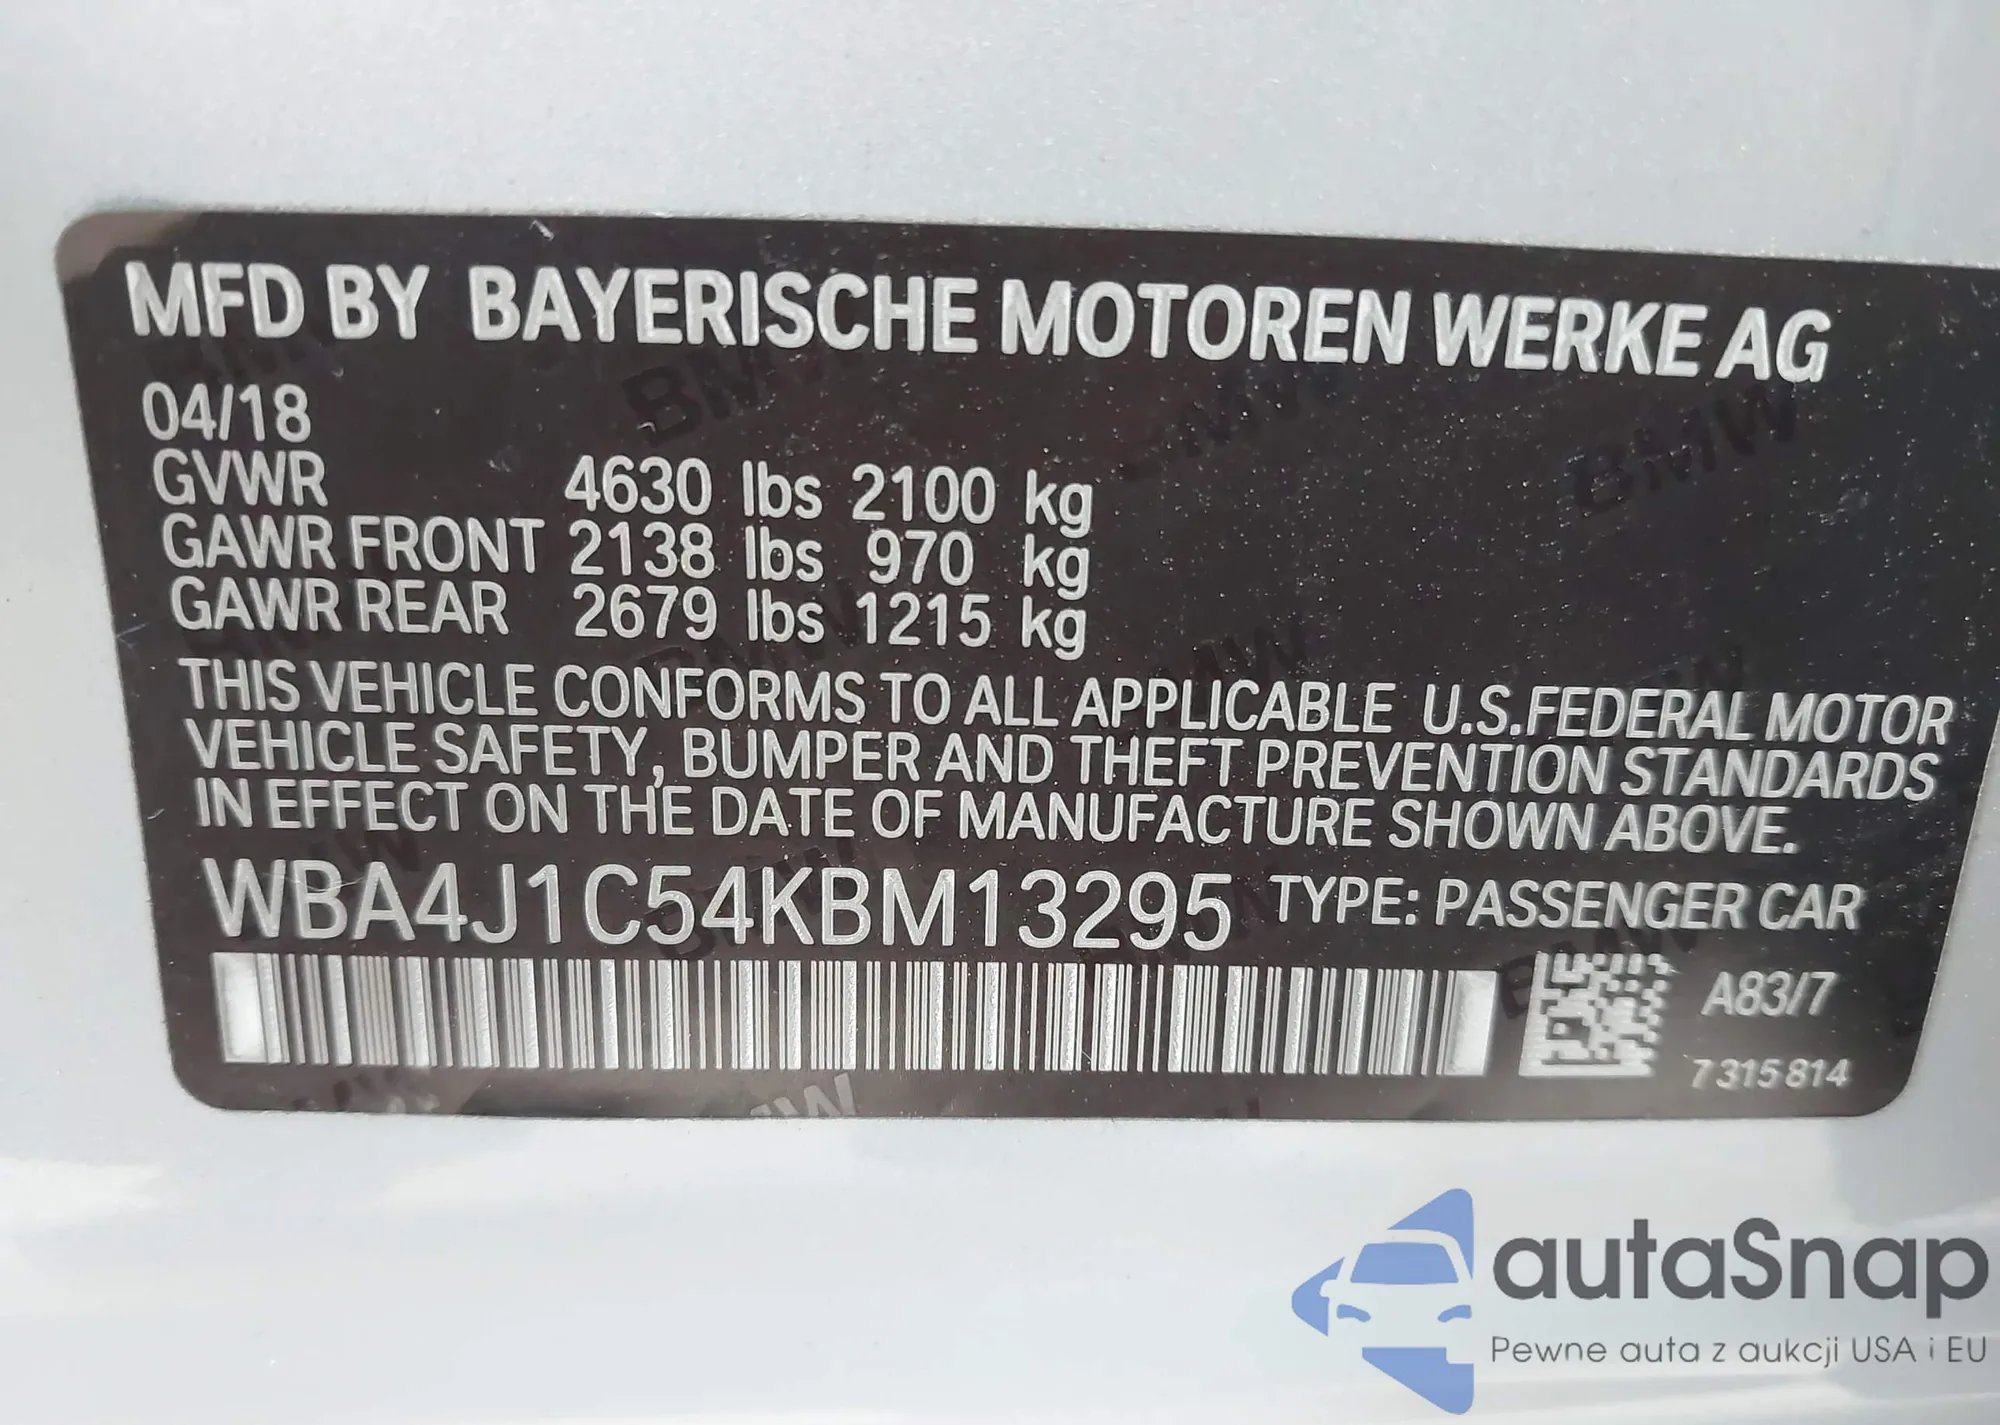 MFD BY BAYERISCHE MOTOREN WERKE AG
04/18
GVWR 4630 lbs 2100 kg
GAWR FRONT 2138 lbs 970 kg
GAWR REAR 2679 lbs 1215 kg
THIS VEHICLE CONFORMS TO ALL APPLICABLE U.S.FEDERAL MOTOR
VEHICLE SAFETY, BUMPER AND THEFT PREVENTION STANDARDS
IN EFFECT ON THE DATE OF MANUFACTURE SHOWN ABOVE.
WBA4J1C54KBM13295 TYPE: PASSENGER CAR
A83/7
7315814
autaSnap
Pewne auta z aukcji USA i EU